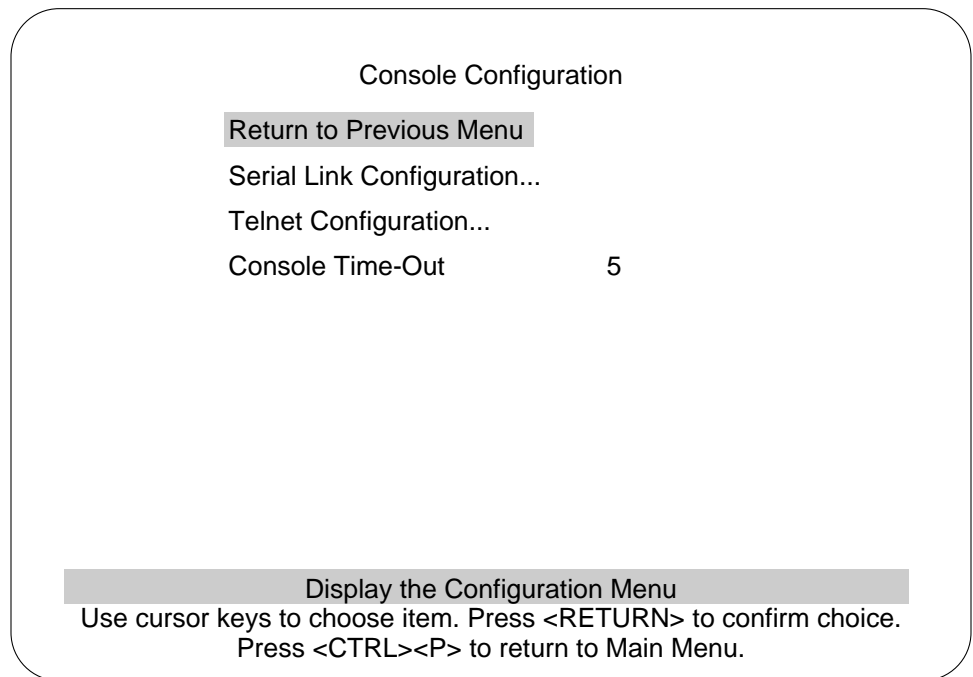 Console Configuration
Return to Previous Menu
Serial Link Configuration...
Telnet Configuration...
Console Time-Out 5
Display the Configuration Menu
Use cursor keys to choose item. Press <RETURN> to confirm choice.
Press <CTRL><P> to return to Main Menu.